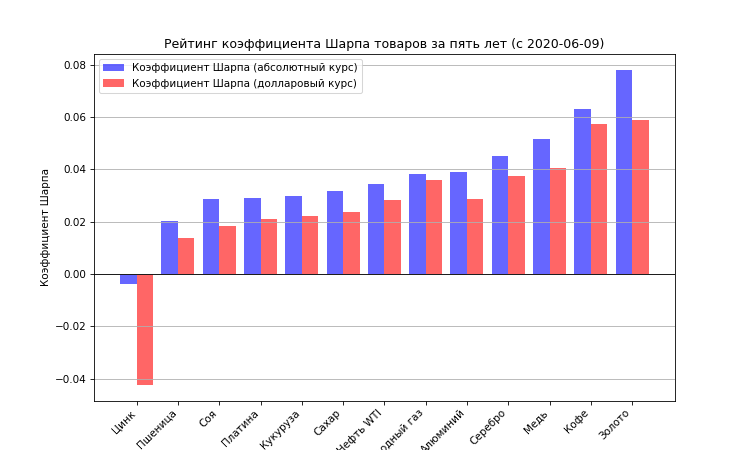 Рейтинг коэффициента Шарпа товаров за пять лет (с 2020-06-09)
Коэффициент Шарпа (абсолютный курс)
Коэффициент Шарпа (долларовый курс)
Коэффициент Шарпа
0.08
0.06
0.04
0.02
0.00
−0.02
−0.04
Цинк
Пшеница
Соя
Платина
Кукуруза
Сахар
Нефть WTI
одный газ
Алюминий
Серебро
Медь
Кофе
Золото